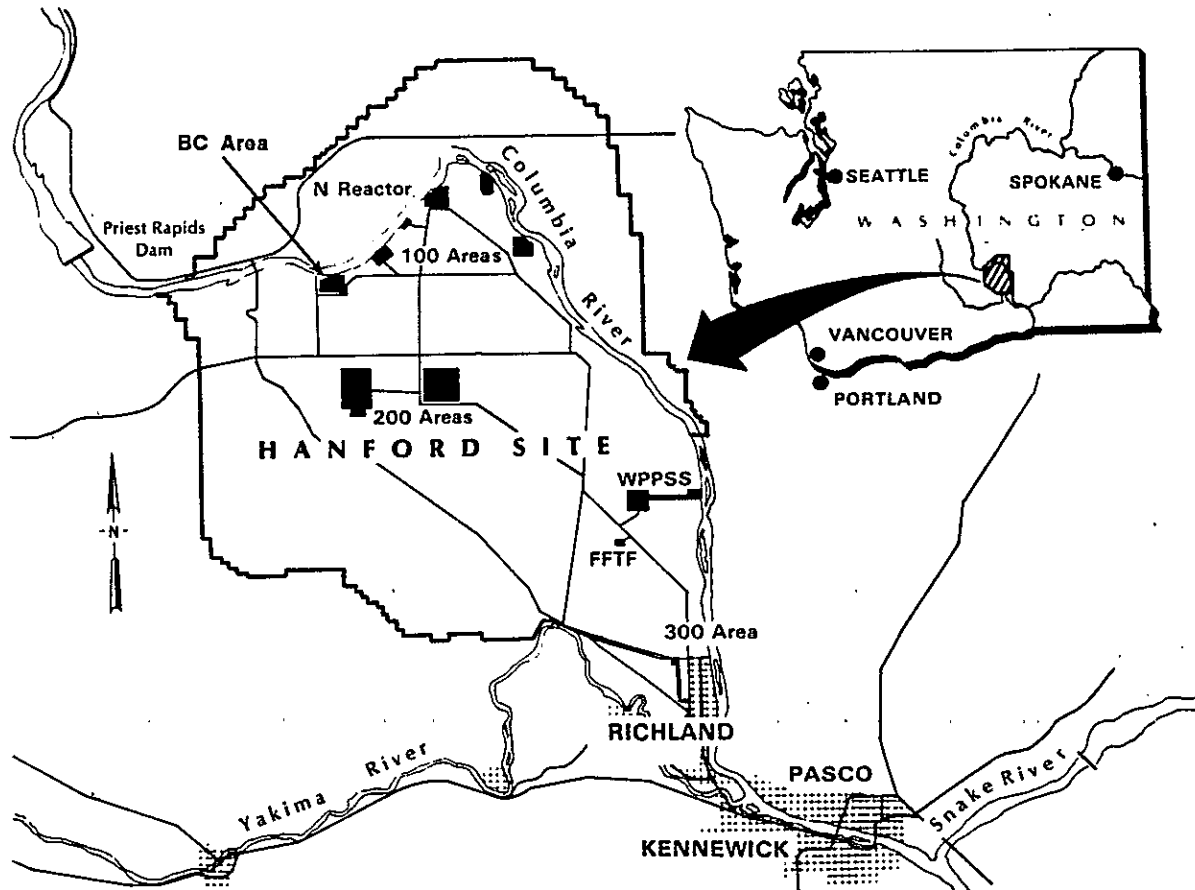 BC Area
N Reactor
Columbia
River
Priest Rapids
Dam
100 Areas
200 Areas
HANFORD SITE
WPPSS
FFTF
300 Area
-N-
RICHLAND
Yakima
River
PASCO
KENNEWICK
Snake River
Columbia River
SEATTLE
SPOKANE
WASHINGTON
VANCOUVER
PORTLAND